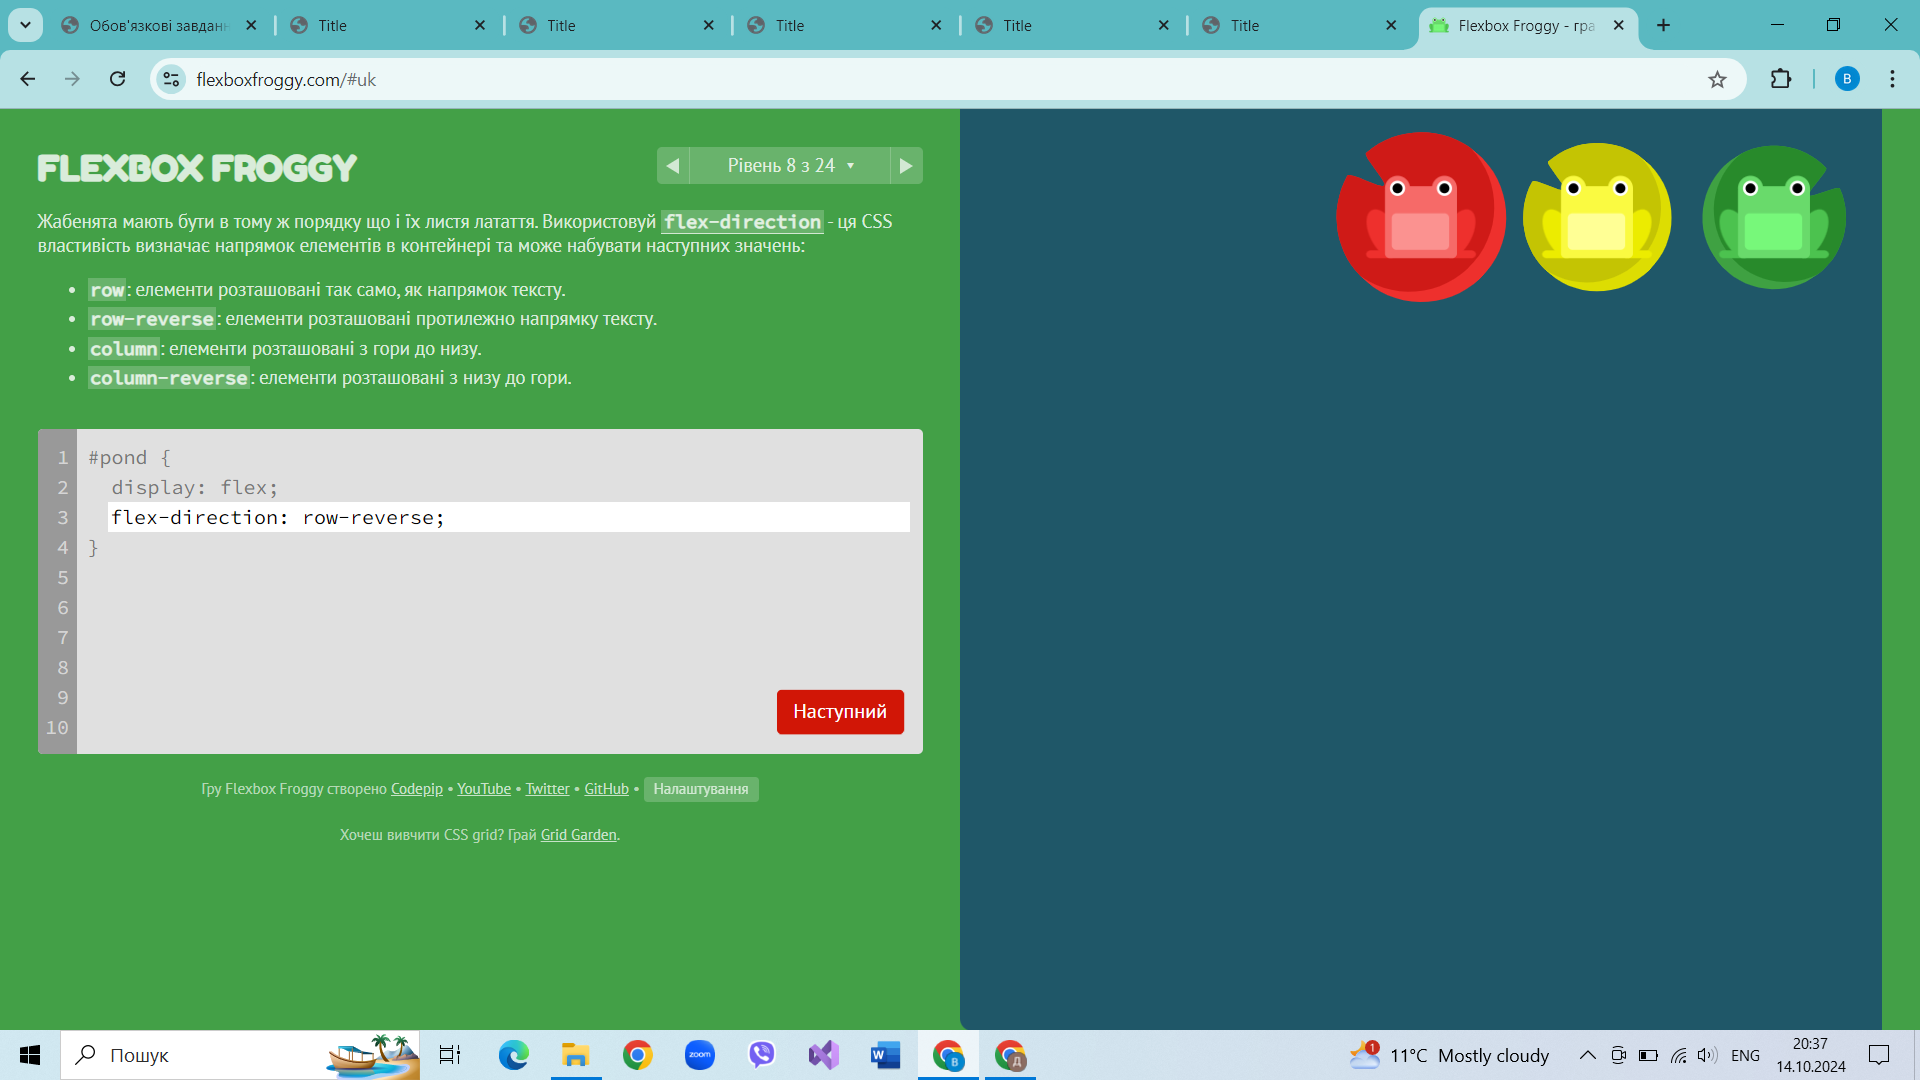 Обов'язкові завдан
Title
Title
Title
Title
Title
Flexbox Froggy - гра
flexboxfroggy.com/#uk
B
FLEXBOX FROGGY
Рівень 8 з 24
Жабенята мають бути в тому ж порядку що і їх листя латаття. Використовуй flex-direction - ця CSS
властивість визначає напрямок елементів в контейнері та може набувати наступних значень:
• row: елементи розташовані так само, як напрямок тексту.
• row-reverse: елементи розташовані протилежно напрямку тексту.
• column: елементи розташовані з гори до низу.
• column-reverse: елементи розташовані з низу до гори.
1 #pond {
2 display: flex;
3 flex-direction: row-reverse;
4 }
5
6
7
8
9
10
Наступний
Гру Flexbox Froggy створено Codepip • YouTube • Twitter • GitHub • Налаштування
Хочеш вивчити CSS grid? Грай Grid Garden.
Пошук
zoom
W
B
Д
1
11°C Mostly cloudy
ENG
20:37
14.10.2024